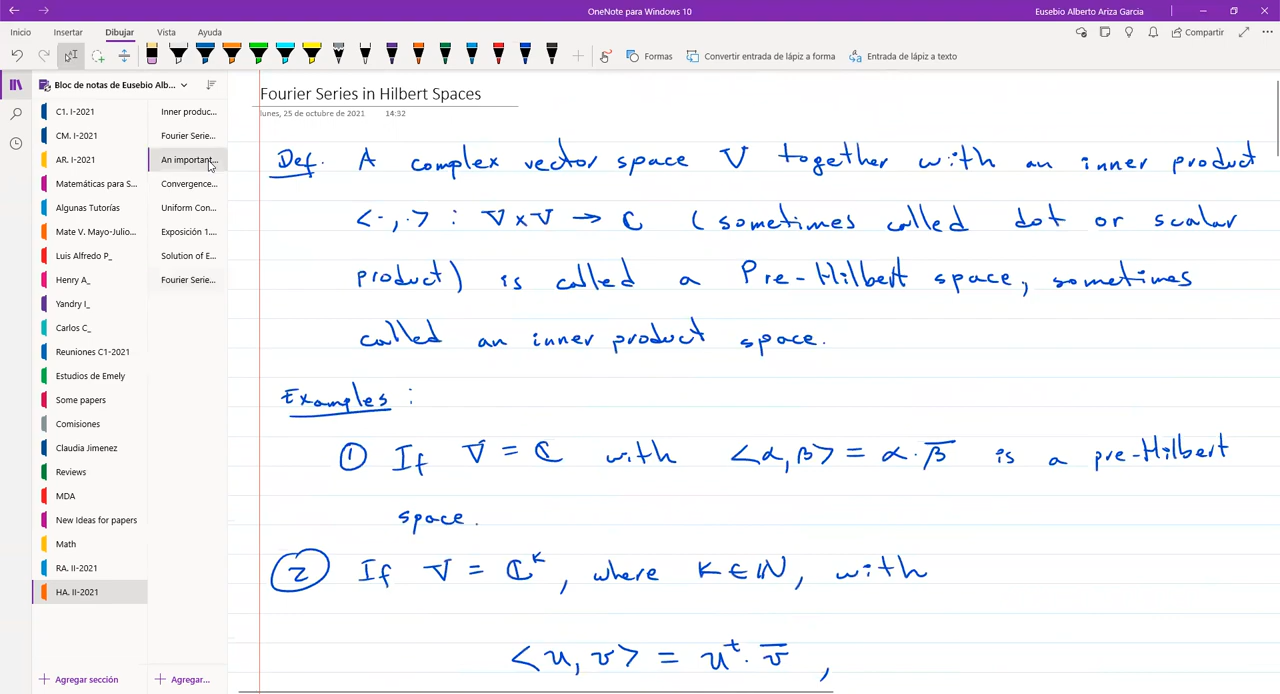 OneNote para Windows 10
Eusebio Alberto Ariza Garcia
Inicio Insertar Dibujar Vista Ayuda
Compartir
Formas Convertir entrada de lápiz a forma Entrada de lápiz a texto
Bloc de notas de Eusebio Alb...
C1. I-2021
CM. I-2021
AR. I-2021
Matemáticas para S...
Algunas Tutorías
Mate V. Mayo-Julio...
Luis Alfredo P_
Henry A_
Yandry I_
Carlos C_
Reuniones C1-2021
Estudios de Emely
Some papers
Comisiones
Claudia Jimenez
Reviews
MDA
New Ideas for papers
Math
RA. II-2021
HA. II-2021
Agregar sección
Inner produc...
Fourier Serie...
An important...
Convergence...
Uniform Con...
Exposición 1....
Solution of E...
Fourier Serie...
Agregar...
Fourier Series in Hilbert Spaces
lunes, 25 de octubre de 2021 14:32
Def. A complex vector space V together with an inner product
<·,·> : V×V → ℂ (sometimes called dot or scalar
product) is called a Pre-Hilbert space, sometimes
called an inner product space.
Examples :
① If V = ℂ with <α,β> = α·β̅ is a pre-Hilbert
space.
② If V = ℂᵏ, where K∈ℕ, with
<u,v> = uᵗ·v̅ ,